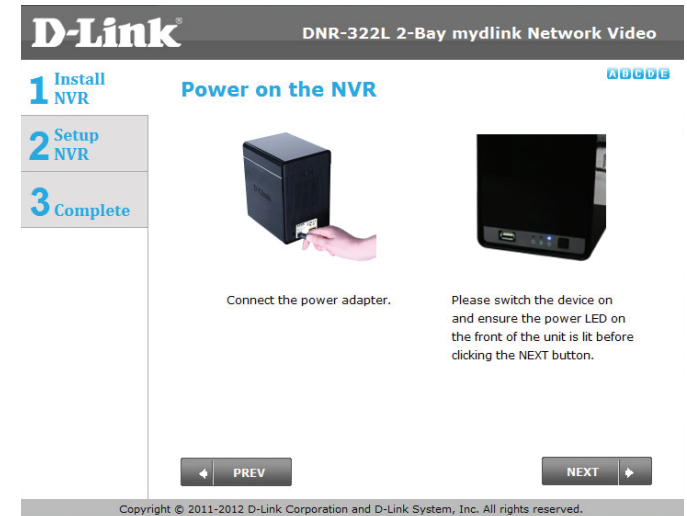 D-Link®
DNR-322L 2-Bay mydlink Network Video
1 Install
NVR
2 Setup
NVR
3 Complete
Power on the NVR
A B C D E
D-Link
Connect the power adapter.
Please switch the device on
and ensure the power LED on
the front of the unit is lit before
clicking the NEXT button.
PREV
NEXT
Copyright © 2011-2012 D-Link Corporation and D-Link System, Inc. All rights reserved.